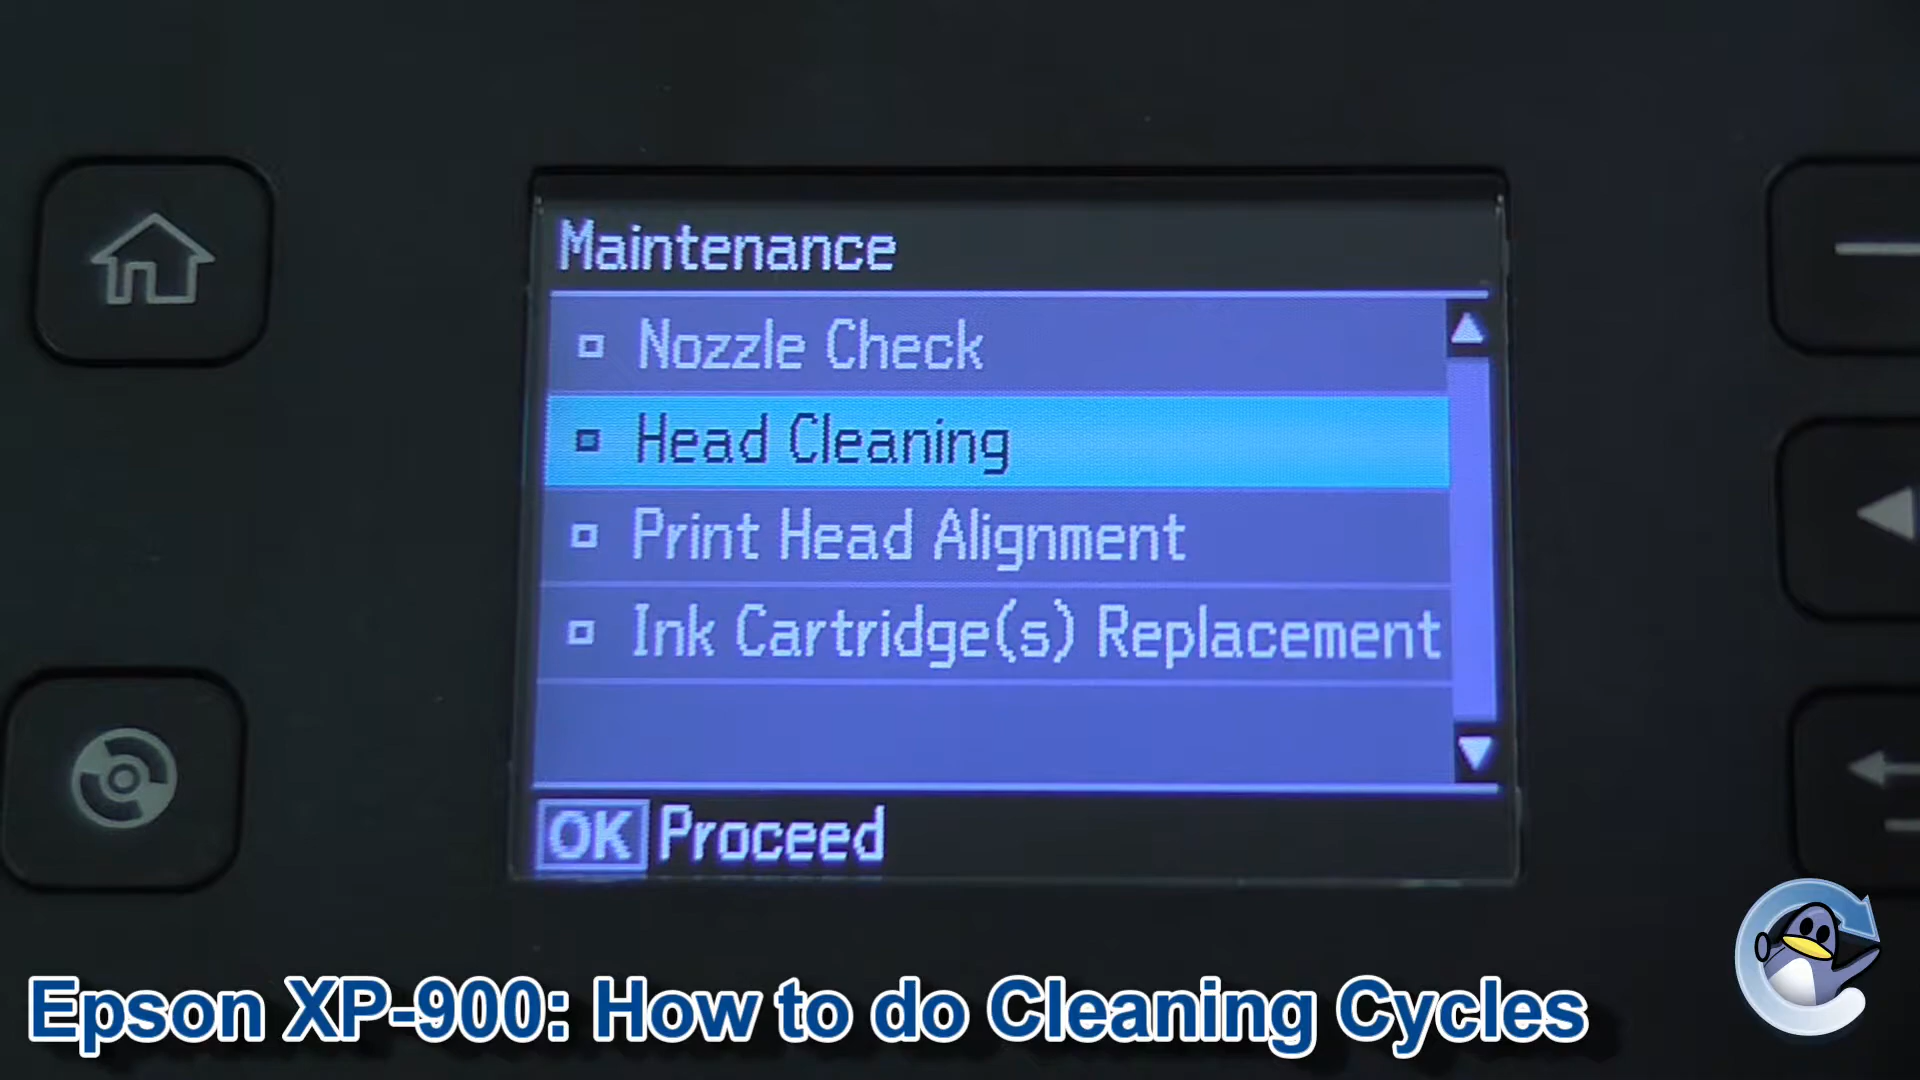 Maintenance
Nozzle Check
Head Cleaning
Print Head Alignment
Ink Cartridge(s) Replacement
OK Proceed
Epson XP-900: How to do Cleaning Cycles